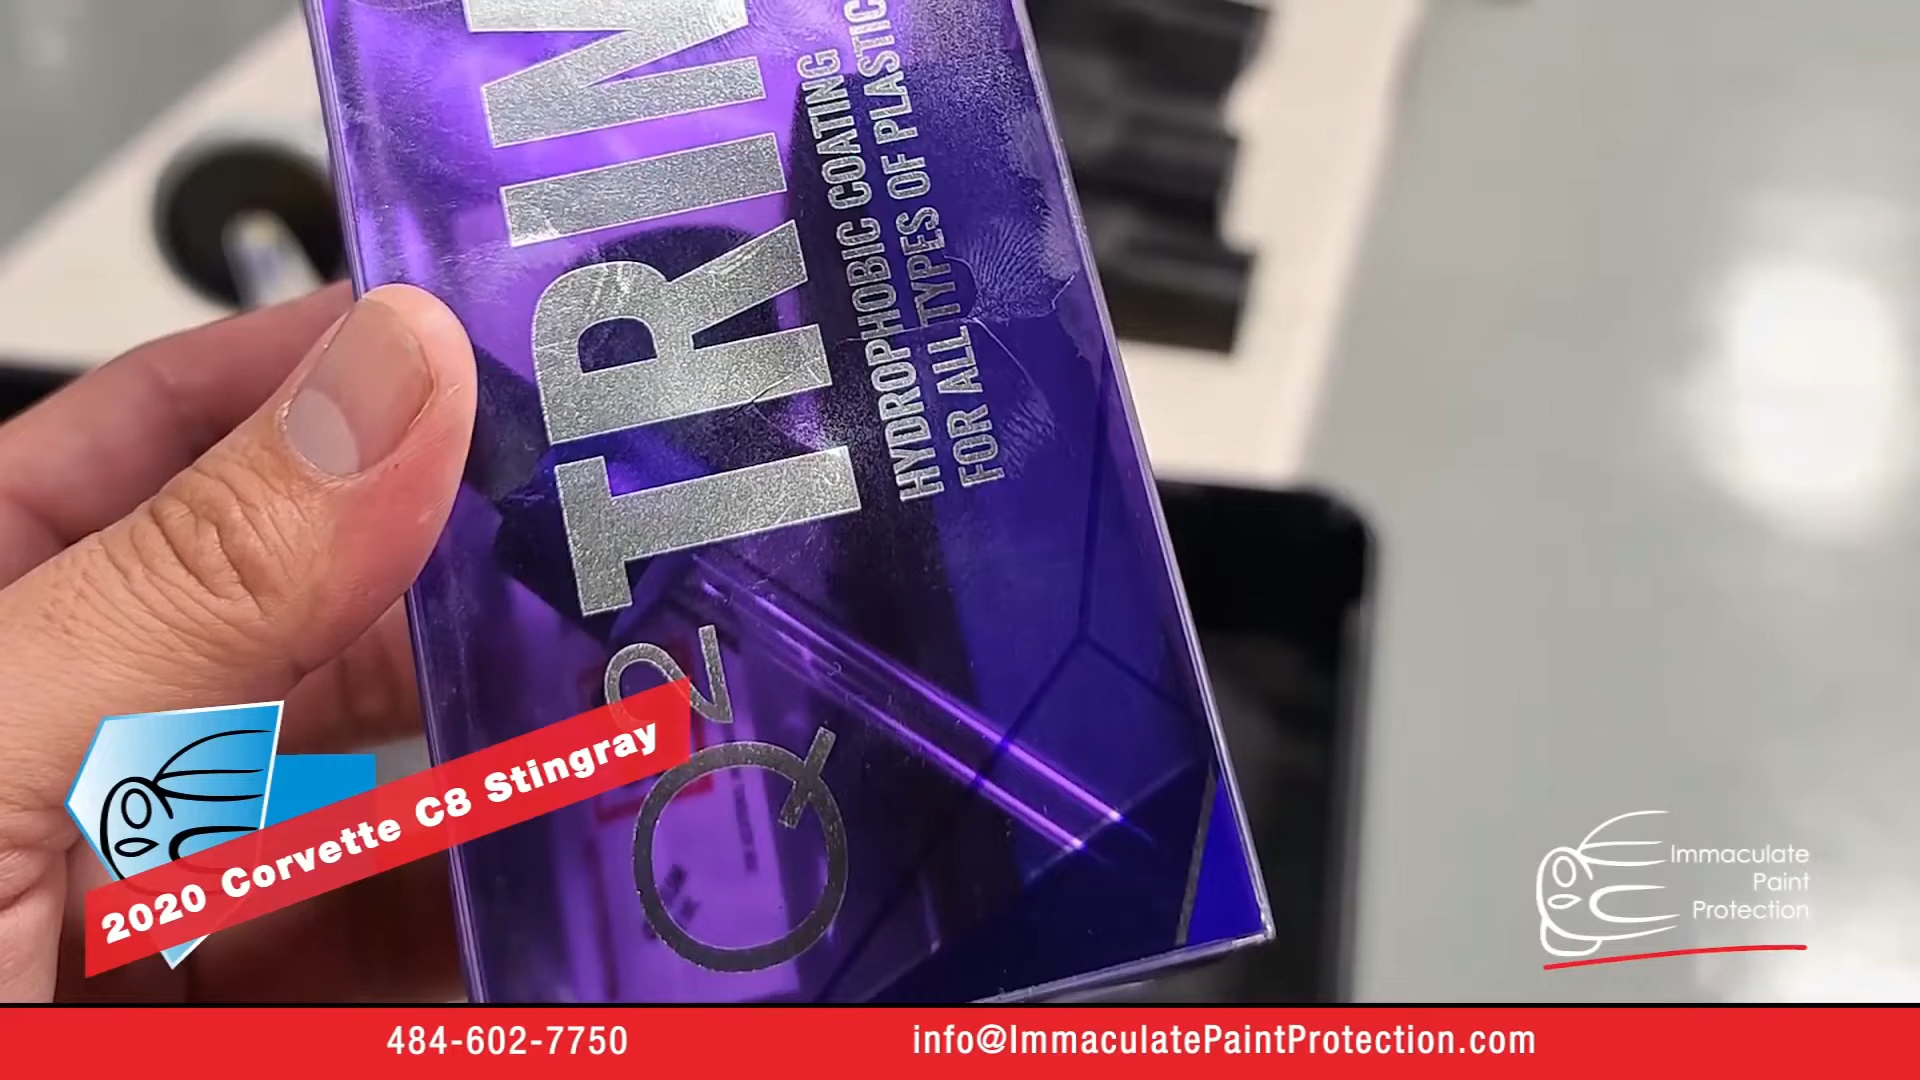 Q² TRIM
HYDROPHOBIC COATING
FOR ALL TYPES OF PLASTIC
2020 Corvette C8 Stingray
Immaculate
Paint
Protection
484-602-7750
info@ImmaculatePaintProtection.com